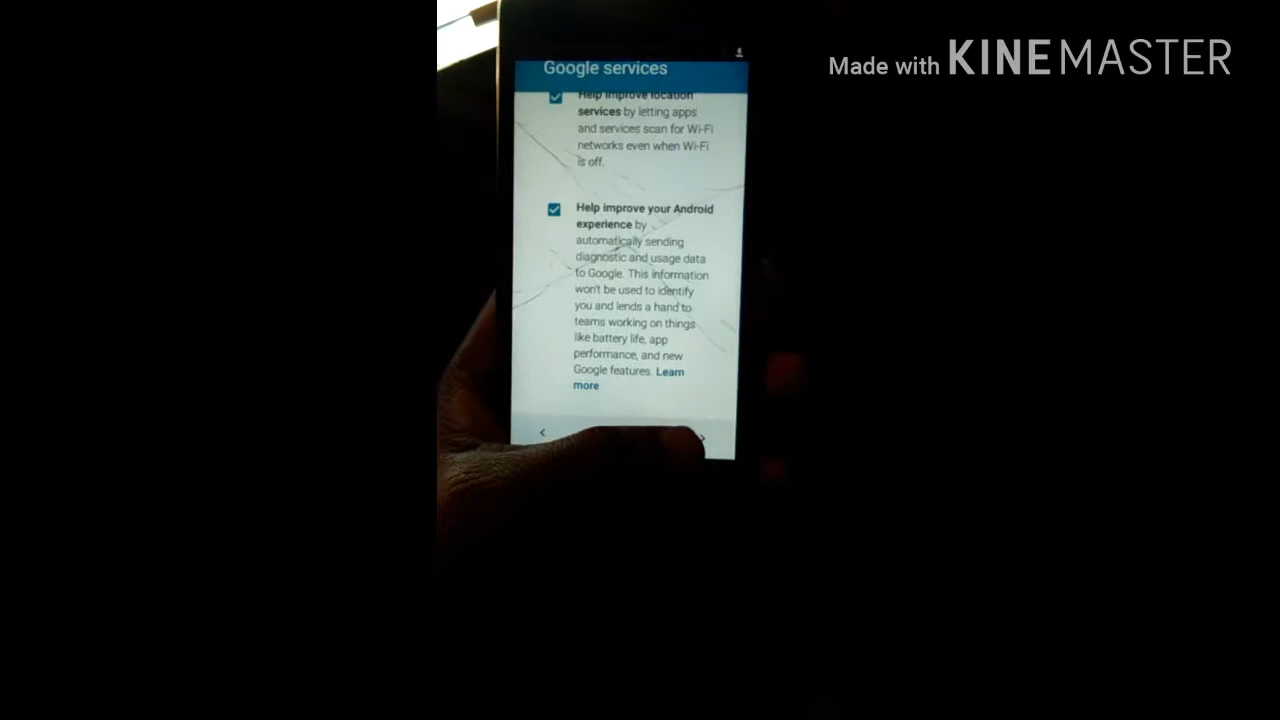 Made with KINEMASTER
Google services
Help improve location
services by letting apps
and services scan for Wi-Fi
networks even when Wi-Fi
is off.
Help improve your Android
experience by
automatically sending
diagnostic and usage data
to Google. This information
won't be used to identify
you and lends a hand to
teams working on things
like battery life, app
performance, and new
Google features. Learn
more